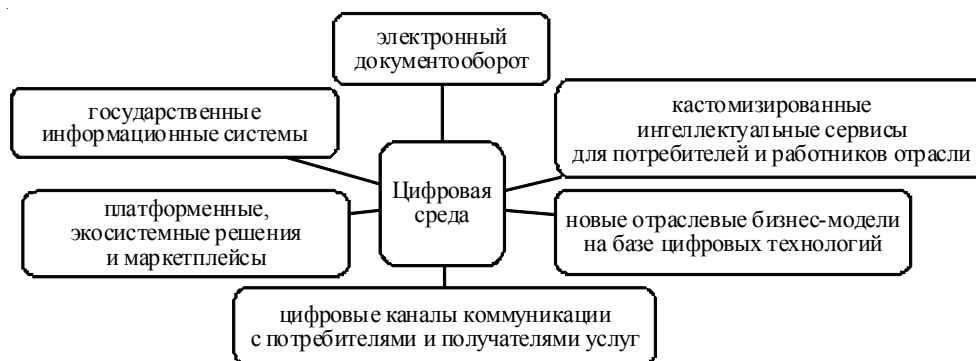 электронный
документооборот
государственные
информационные системы
кастомизированные
интеллектуальные сервисы
для потребителей и работников отрасли
Цифровая
среда
платформенные,
экосистемные решения
и маркетплейсы
новые отраслевые бизнес-модели
на базе цифровых технологий
цифровые каналы коммуникации
с потребителями и получателями услуг